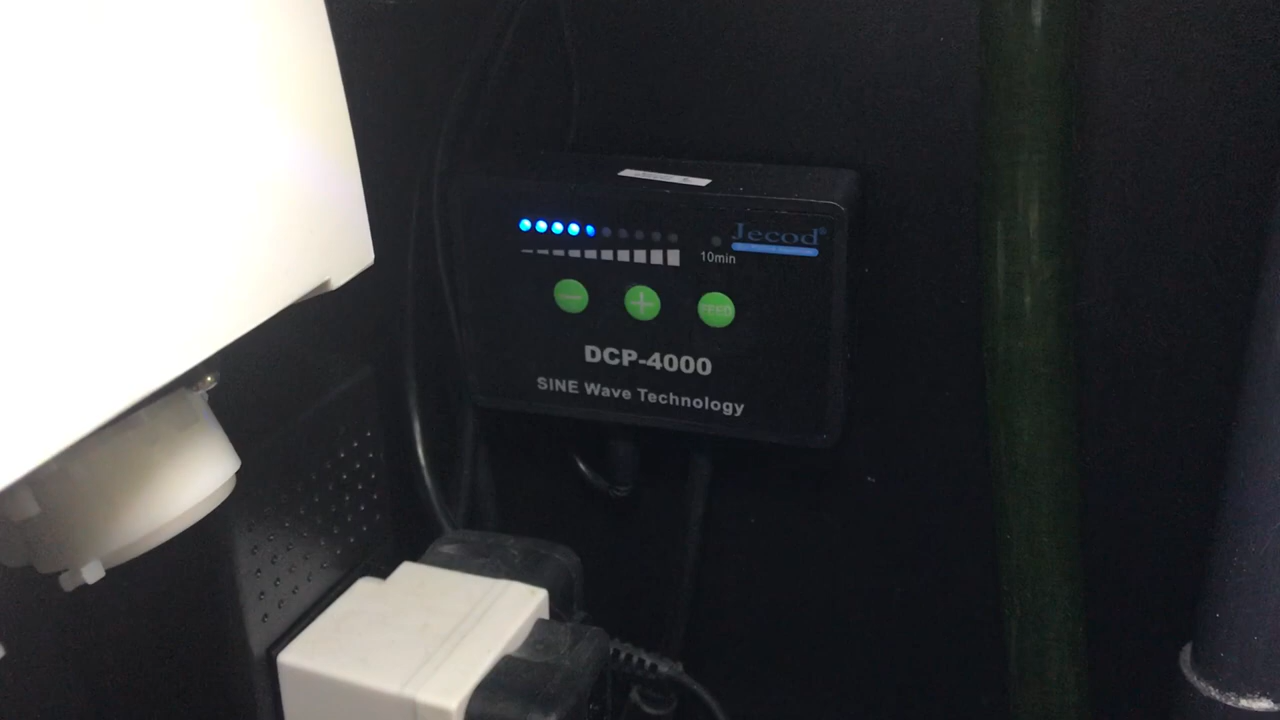 Jecod®
10min
− + FEED
DCP-4000
SINE Wave Technology